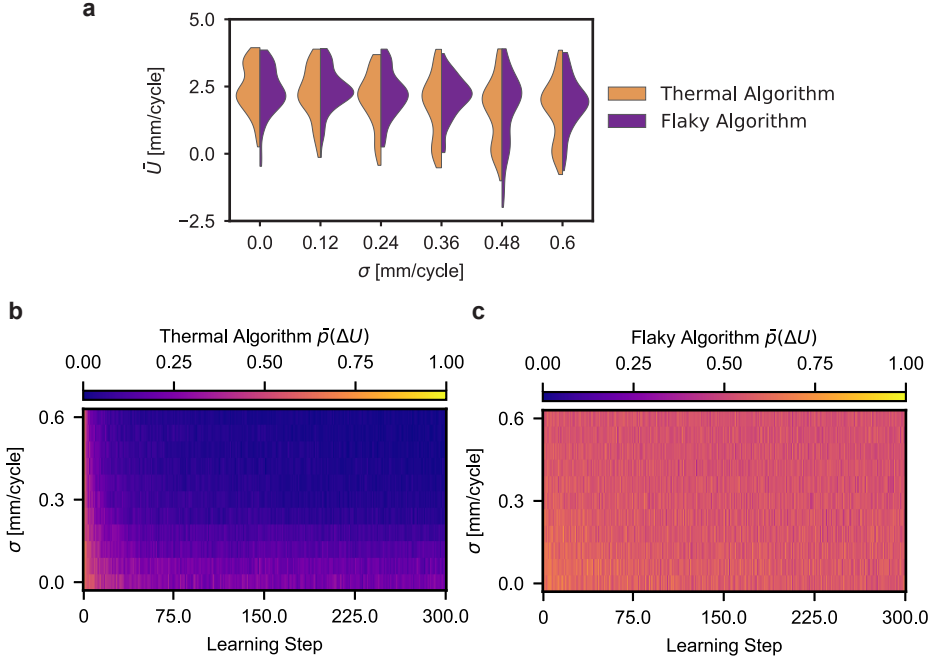 a
5.0
2.5
0.0
−2.5
Ū [mm/cycle]
0.0 0.12 0.24 0.36 0.48 0.6
σ [mm/cycle]
Thermal Algorithm
Flaky Algorithm
b
Thermal Algorithm p̄(ΔU)
0.00 0.25 0.50 0.75 1.00
0.6
0.3
0.0
σ [mm/cycle]
0 75.0 150.0 225.0 300.0
Learning Step
c
Flaky Algorithm p̄(ΔU)
0.00 0.25 0.50 0.75 1.00
0.6
0.3
0.0
σ [mm/cycle]
0 75.0 150.0 225.0 300.0
Learning Step